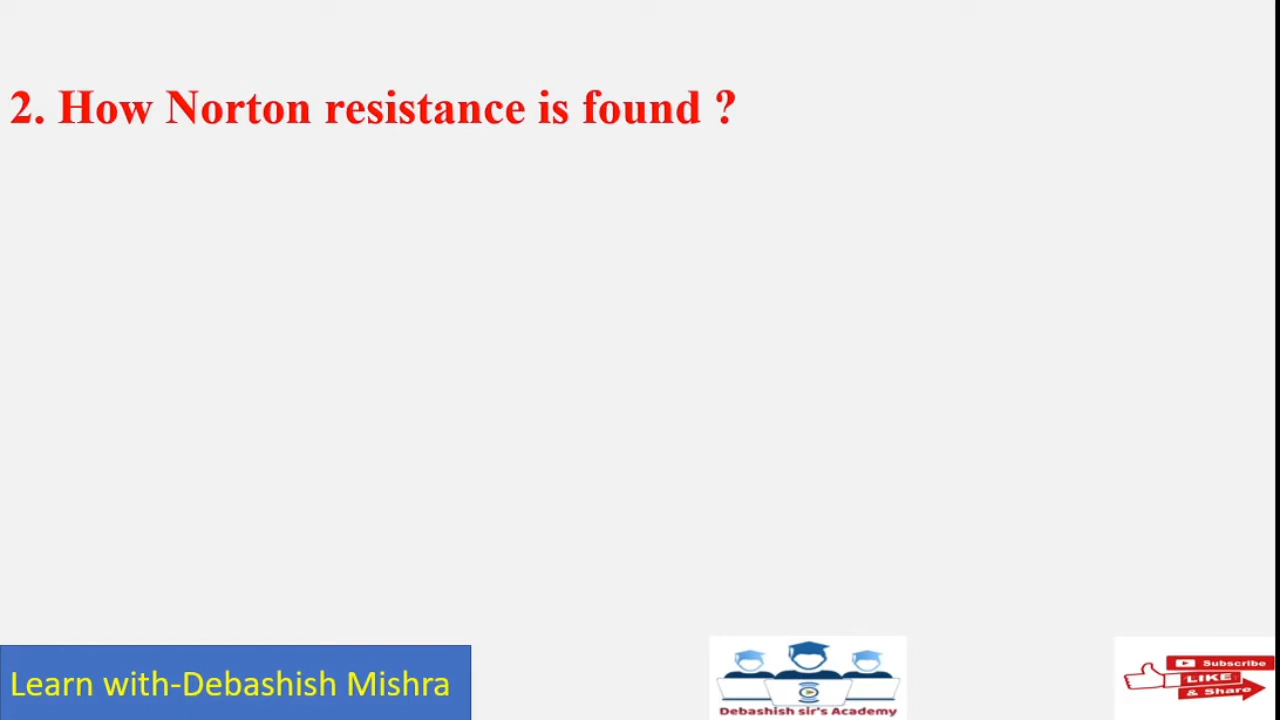 2. How Norton resistance is found ?
Learn with-Debashish Mishra
Debashish sir's Academy
Subscribe
LIKE
& Share